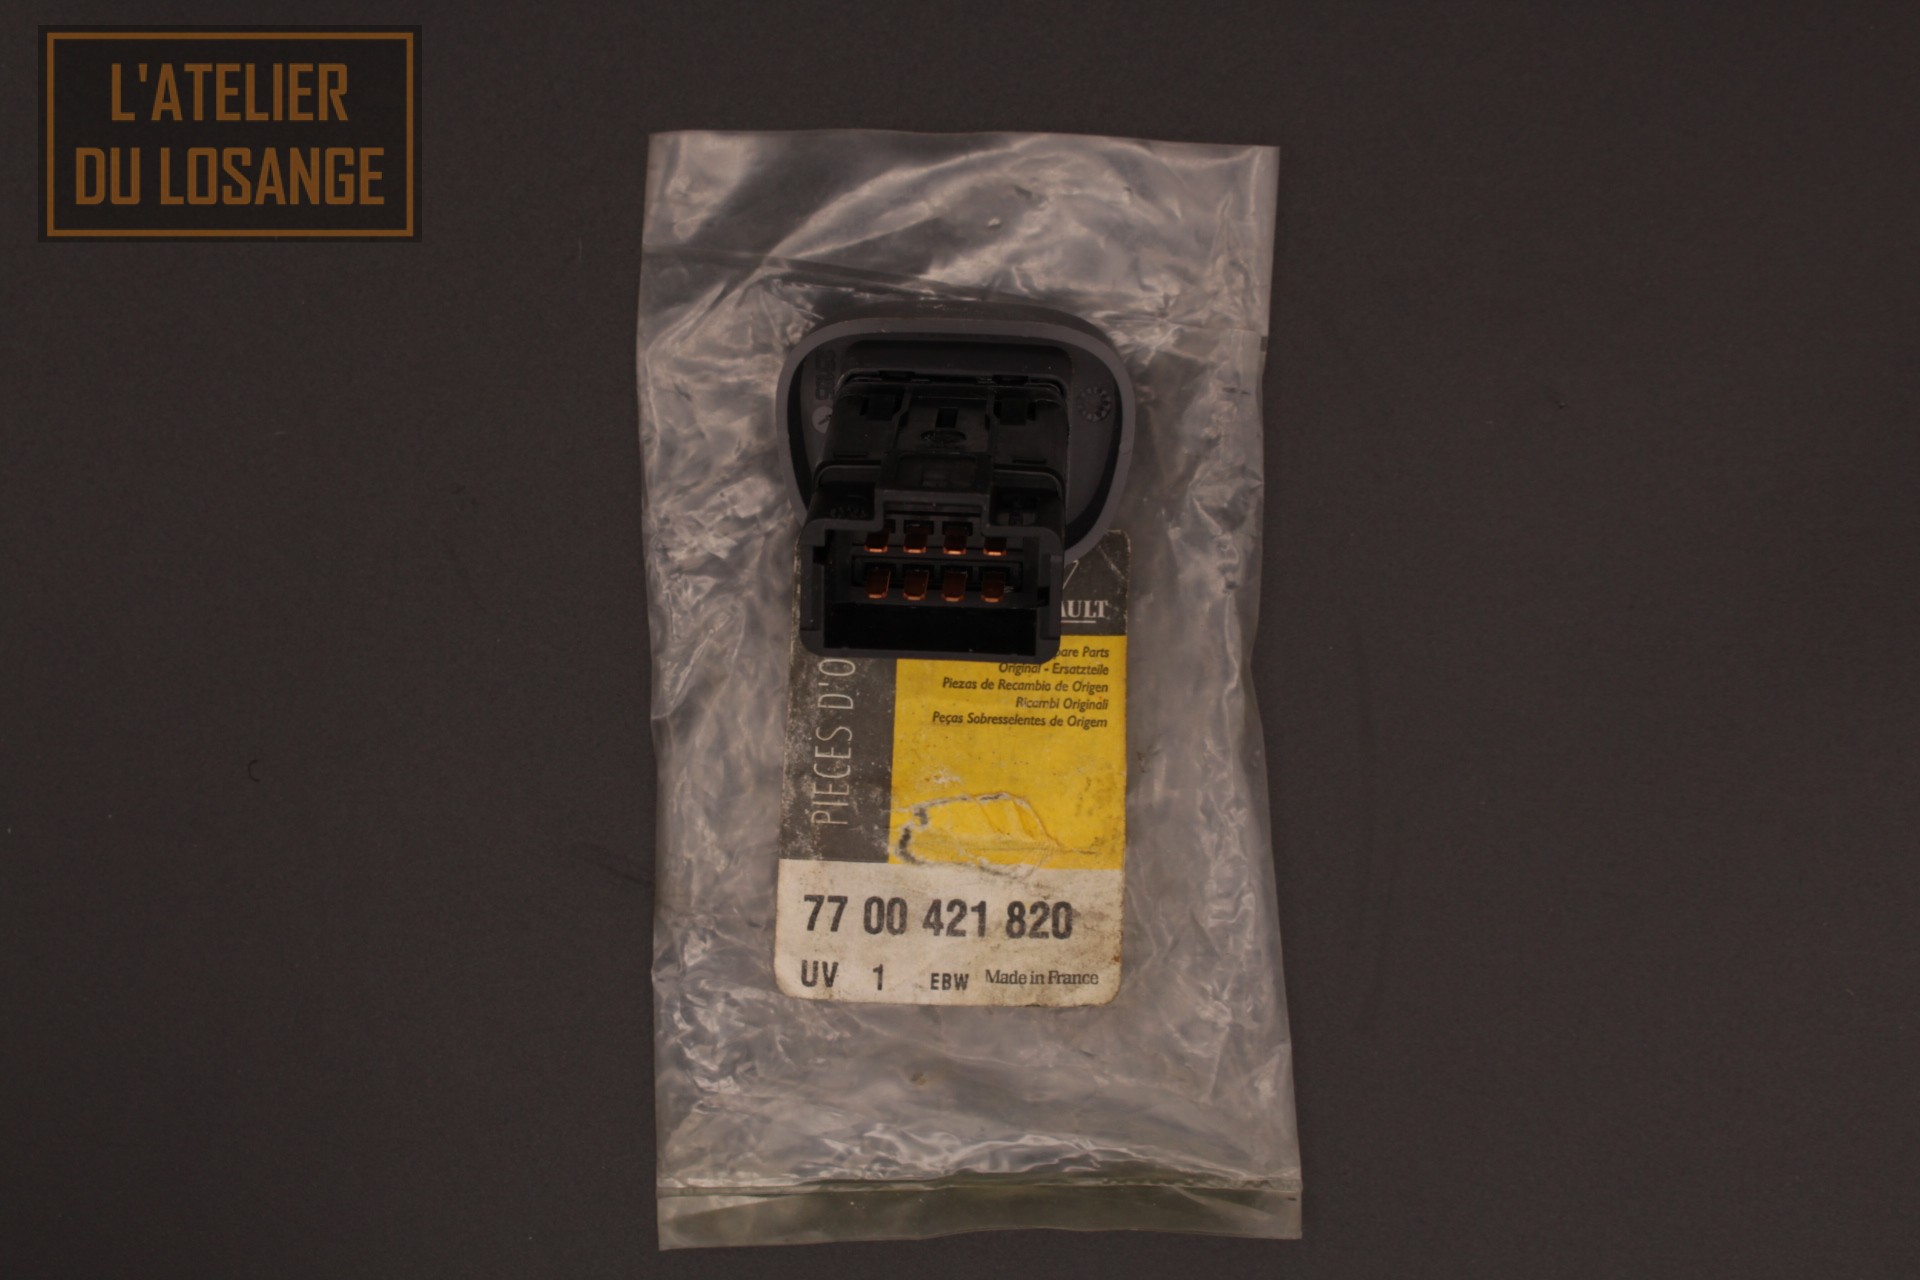 L'ATELIER
DU LOSANGE
AULT
pare Parts
Original - Ersatzteile
Piezas de Recambio de Origen
Ricambi Originali
Peças Sobresselentes de Origem
PIECES D'O
77 00 421 820
UV 1 EBW Made in France